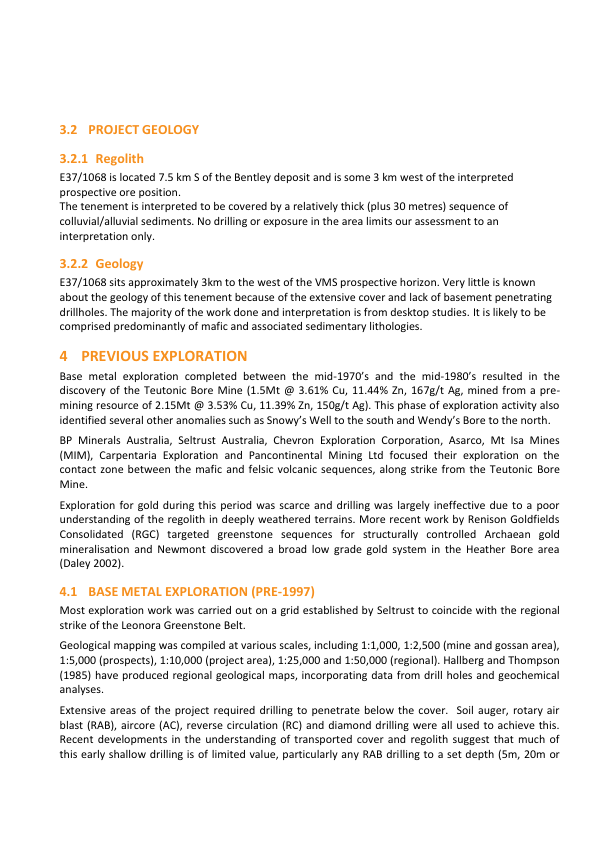 3.2 PROJECT GEOLOGY
3.2.1 Regolith
E37/1068 is located 7.5 km S of the Bentley deposit and is some 3 km west of the interpreted
prospective ore position.
The tenement is interpreted to be covered by a relatively thick (plus 30 metres) sequence of
colluvial/alluvial sediments. No drilling or exposure in the area limits our assessment to an
interpretation only.
3.2.2 Geology
E37/1068 sits approximately 3km to the west of the VMS prospective horizon. Very little is known
about the geology of this tenement because of the extensive cover and lack of basement penetrating
drillholes. The majority of the work done and interpretation is from desktop studies. It is likely to be
comprised predominantly of mafic and associated sedimentary lithologies.
4 PREVIOUS EXPLORATION
Base metal exploration completed between the mid-1970's and the mid-1980's resulted in the
discovery of the Teutonic Bore Mine (1.5Mt @ 3.61% Cu, 11.44% Zn, 167g/t Ag, mined from a pre-
mining resource of 2.15Mt @ 3.53% Cu, 11.39% Zn, 150g/t Ag). This phase of exploration activity also
identified several other anomalies such as Snowy's Well to the south and Wendy's Bore to the north.
BP Minerals Australia, Seltrust Australia, Chevron Exploration Corporation, Asarco, Mt Isa Mines
(MIM), Carpentaria Exploration and Pancontinental Mining Ltd focused their exploration on the
contact zone between the mafic and felsic volcanic sequences, along strike from the Teutonic Bore
Mine.
Exploration for gold during this period was scarce and drilling was largely ineffective due to a poor
understanding of the regolith in deeply weathered terrains. More recent work by Renison Goldfields
Consolidated (RGC) targeted greenstone sequences for structurally controlled Archaean gold
mineralisation and Newmont discovered a broad low grade gold system in the Heather Bore area
(Daley 2002).
4.1 BASE METAL EXPLORATION (PRE-1997)
Most exploration work was carried out on a grid established by Seltrust to coincide with the regional
strike of the Leonora Greenstone Belt.
Geological mapping was compiled at various scales, including 1:1,000, 1:2,500 (mine and gossan area),
1:5,000 (prospects), 1:10,000 (project area), 1:25,000 and 1:50,000 (regional). Hallberg and Thompson
(1985) have produced regional geological maps, incorporating data from drill holes and geochemical
analyses.
Extensive areas of the project required drilling to penetrate below the cover. Soil auger, rotary air
blast (RAB), aircore (AC), reverse circulation (RC) and diamond drilling were all used to achieve this.
Recent developments in the understanding of transported cover and regolith suggest that much of
this early shallow drilling is of limited value, particularly any RAB drilling to a set depth (5m, 20m or